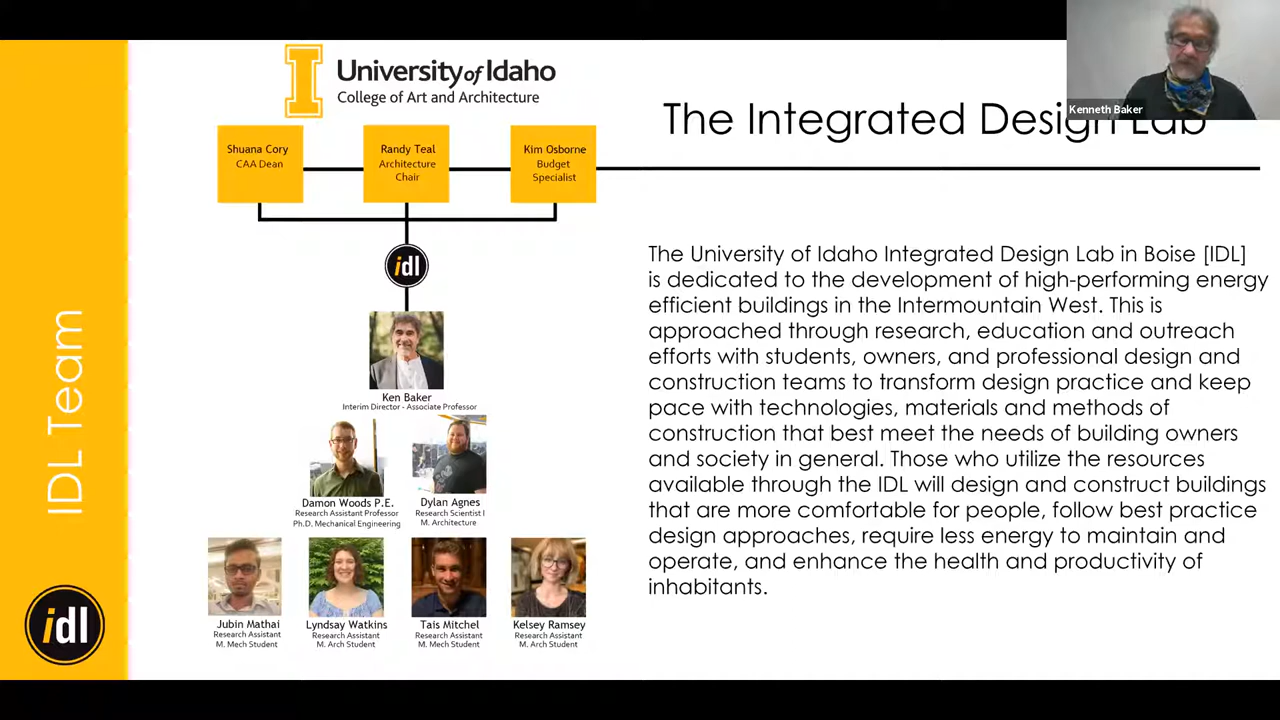 University of Idaho
College of Art and Architecture
Shuana Cory
CAA Dean
Randy Teal
Architecture
Chair
Kim Osborne
Budget
Specialist
idl
Ken Baker
Interim Director - Associate Professor
Damon Woods P.E.
Research Assistant Professor
Ph.D. Mechanical Engineering
Dylan Agnes
Research Scientist I
M. Architecture
Jubin Mathai
Research Assistant
M. Mech Student
Lyndsay Watkins
Research Assistant
M. Arch Student
Tais Mitchel
Research Assistant
M. Mech Student
Kelsey Ramsey
Research Assistant
M. Arch Student
IDL Team
idl
Kenneth Baker
The Integrated Design Lab
The University of Idaho Integrated Design Lab in Boise [IDL]
is dedicated to the development of high-performing energy
efficient buildings in the Intermountain West. This is
approached through research, education and outreach
efforts with students, owners, and professional design and
construction teams to transform design practice and keep
pace with technologies, materials and methods of
construction that best meet the needs of building owners
and society in general. Those who utilize the resources
available through the IDL will design and construct buildings
that are more comfortable for people, follow best practice
design approaches, require less energy to maintain and
operate, and enhance the health and productivity of
inhabitants.